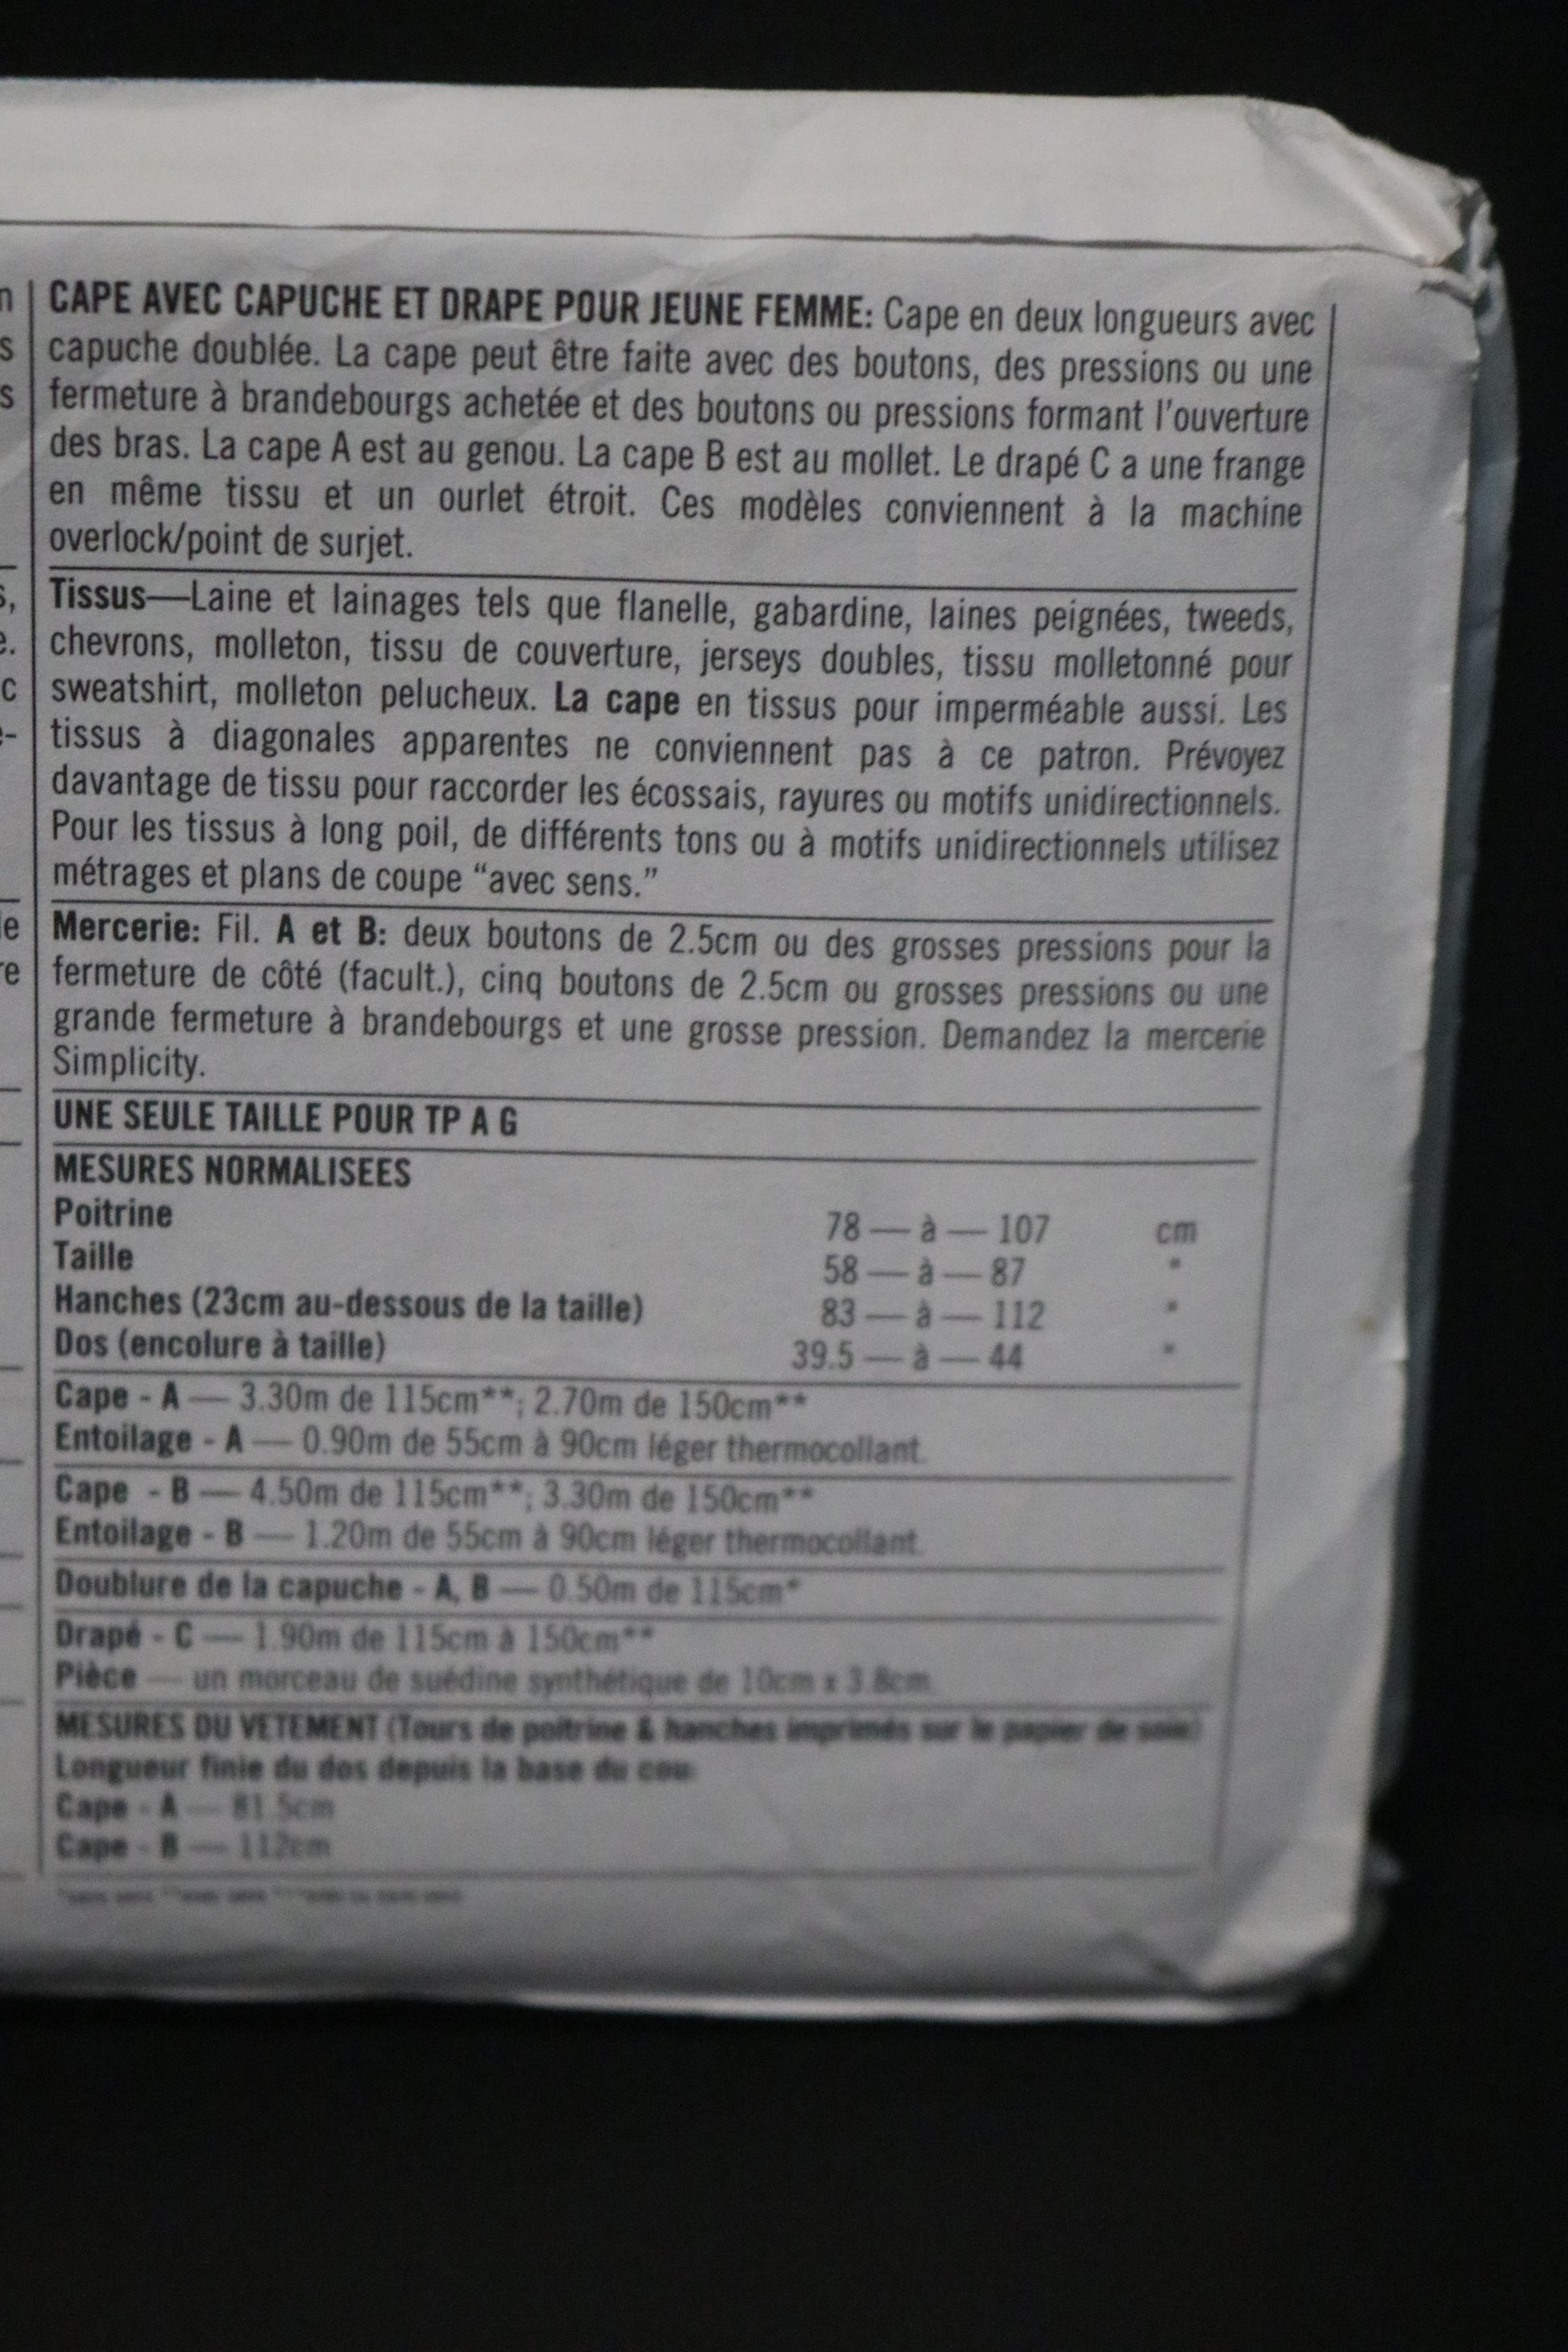 CAPE AVEC CAPUCHE ET DRAPE POUR JEUNE FEMME: Cape en deux longueurs avec
capuche doublée. La cape peut être faite avec des boutons, des pressions ou une
fermeture à brandebourgs achetée et des boutons ou pressions formant l'ouverture
des bras. La cape A est au genou. La cape B est au mollet. Le drapé C a une frange
en même tissu et un ourlet étroit. Ces modèles conviennent à la machine
overlock/point de surjet.
Tissus—Laine et lainages tels que flanelle, gabardine, laines peignées, tweeds,
chevrons, molleton, tissu de couverture, jerseys doubles, tissu molletonné pour
sweatshirt, molleton pelucheux. La cape en tissus pour imperméable aussi. Les
tissus à diagonales apparentes ne conviennent pas à ce patron. Prévoyez
davantage de tissu pour raccorder les écossais, rayures ou motifs unidirectionnels.
Pour les tissus à long poil, de différents tons ou à motifs unidirectionnels utilisez
métrages et plans de coupe “avec sens.”
Mercerie: Fil. A et B: deux boutons de 2.5cm ou des grosses pressions pour la
fermeture de côté (facult.), cinq boutons de 2.5cm ou grosses pressions ou une
grande fermeture à brandebourgs et une grosse pression. Demandez la mercerie
Simplicity.
UNE SEULE TAILLE POUR TP A G
MESURES NORMALISEES
Poitrine 78 — à — 107 cm
Taille 58 — à — 87 "
Hanches (23cm au-dessous de la taille) 83 — à — 112 "
Dos (encolure à taille) 39.5 — à — 44 "
Cape - A — 3.30m de 115cm**; 2.70m de 150cm**
Entoilage - A — 0.90m de 55cm à 90cm léger thermocollant.
Cape - B — 4.50m de 115cm**; 3.30m de 150cm**
Entoilage - B — 1.20m de 55cm à 90cm léger thermocollant.
Doublure de la capuche - A, B — 0.50m de 115cm*
Drapé - C — 1.90m de 115cm à 150cm**
Pièce — un morceau de suédine synthétique de 10cm x 3.8cm.
MESURES DU VETEMENT (Tours de poitrine & hanches imprimés sur le papier de soie)
Longueur finie du dos depuis la base du cou:
Cape - A — 81.5cm
Cape - B — 112cm